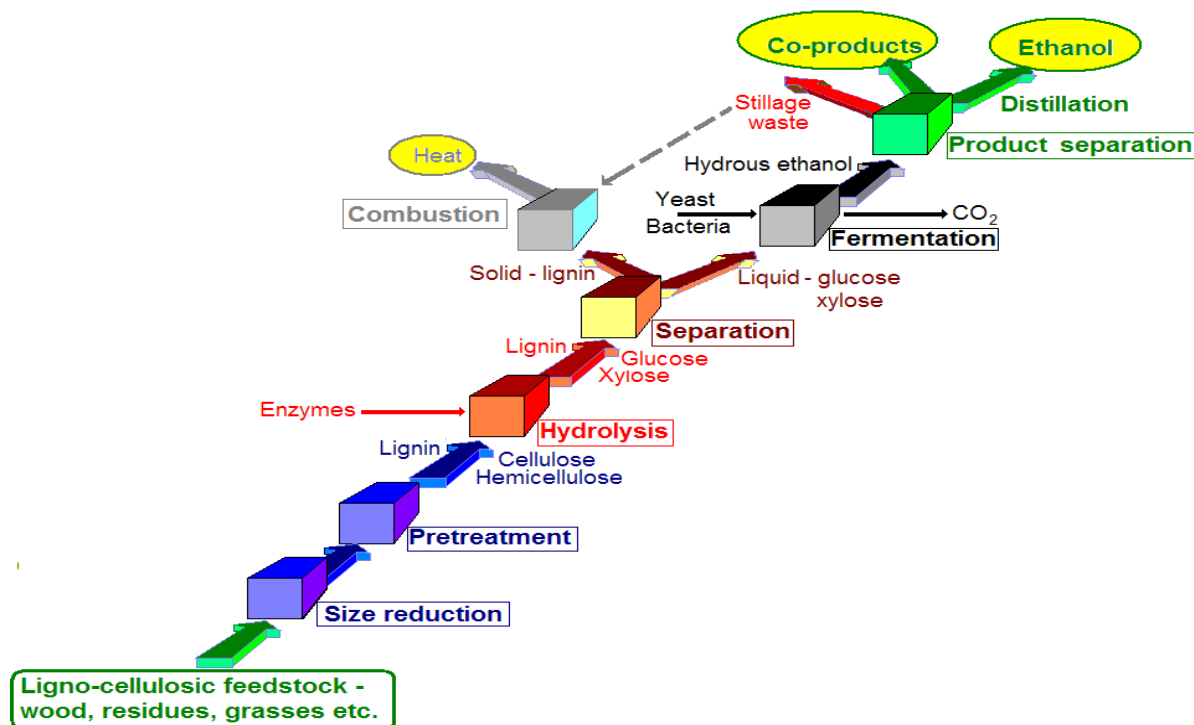 Co-products
Ethanol
Stillage
waste
Distillation
Product separation
Heat
Hydrous ethanol
Combustion
Yeast
Bacteria
CO2
Fermentation
Solid - lignin
Liquid - glucose
xylose
Separation
Lignin
Glucose
Xylose
Enzymes
Hydrolysis
Lignin
Cellulose
Hemicellulose
Pretreatment
Size reduction
Ligno-cellulosic feedstock -
wood, residues, grasses etc.